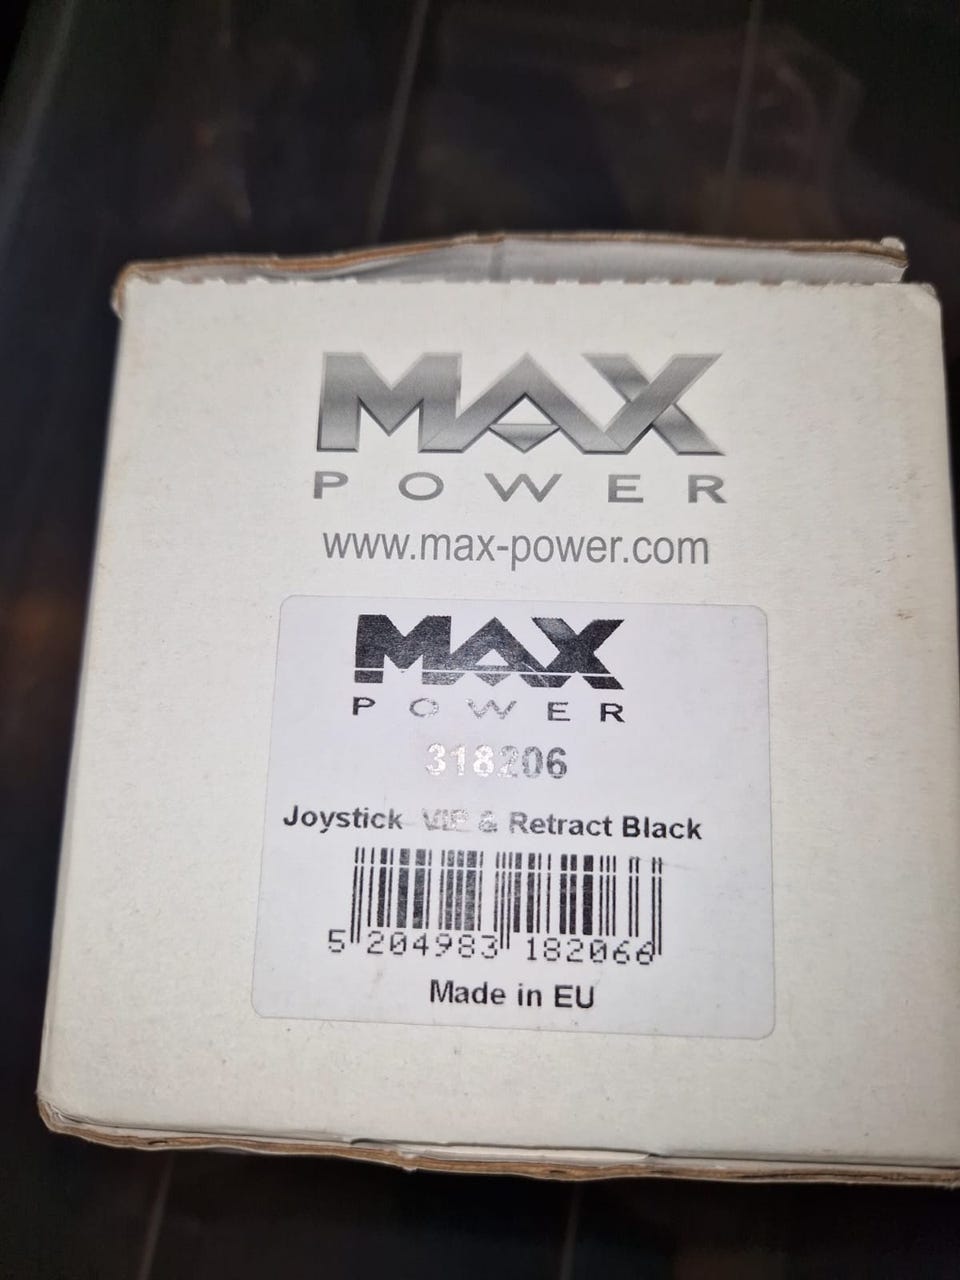 MAX
POWER
www.max-power.com
MAX
POWER
318206
Joystick VIP & Retract Black
5 204983 182066
Made in EU